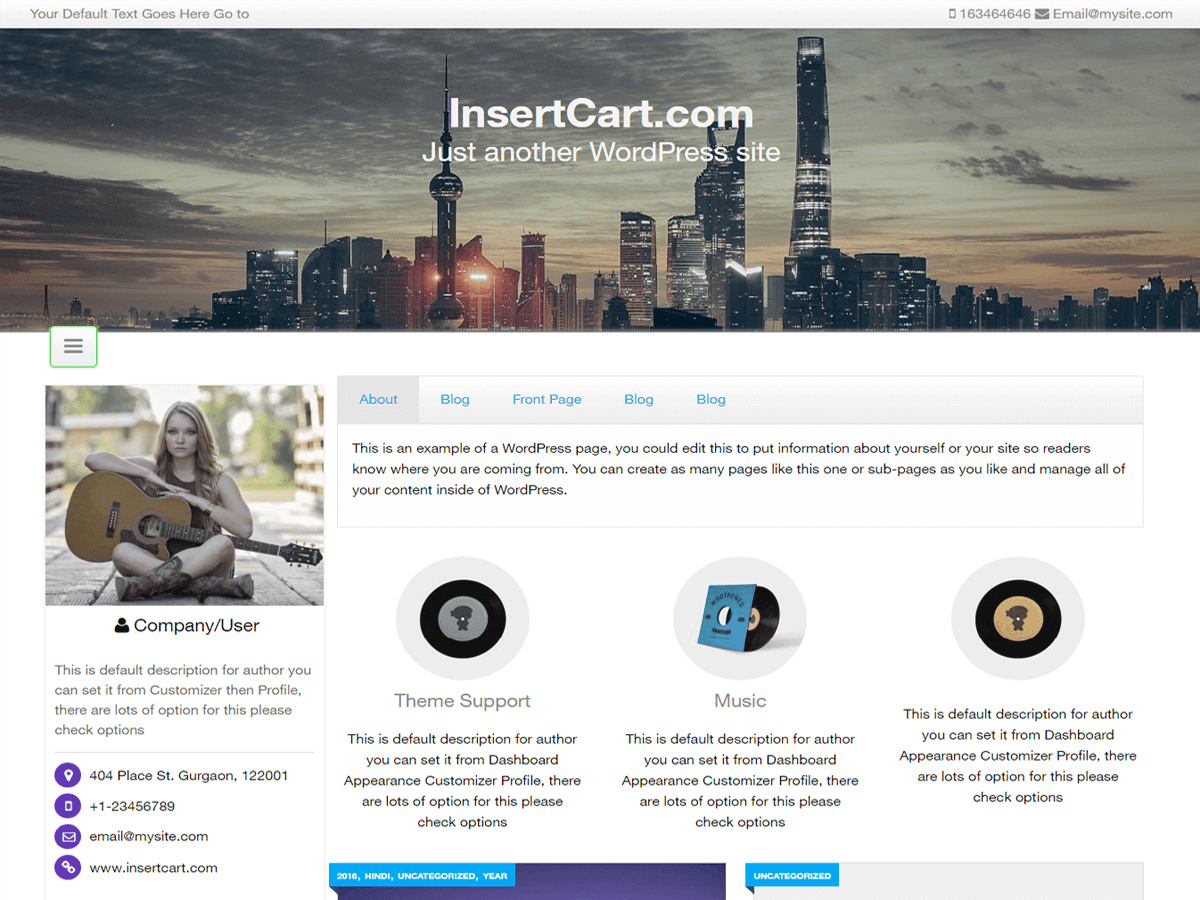 Your Default Text Goes Here Go to
163464646 Email@mysite.com
InsertCart.com
Just another WordPress site
About Blog Front Page Blog Blog
This is an example of a WordPress page, you could edit this to put information about yourself or your site so readers
know where you are coming from. You can create as many pages like this one or sub-pages as you like and manage all of
your content inside of WordPress.
Company/User
This is default description for author you
can set it from Customizer then Profile,
there are lots of option for this please
check options
404 Place St. Gurgaon, 122001
+1-23456789
email@mysite.com
www.insertcart.com
Theme Support
This is default description for author
you can set it from Dashboard
Appearance Customizer Profile, there
are lots of option for this please
check options
Music
This is default description for author
you can set it from Dashboard
Appearance Customizer Profile, there
are lots of option for this please
check options
This is default description for author
you can set it from Dashboard
Appearance Customizer Profile, there
are lots of option for this please
check options
2016, HINDI, UNCATEGORIZED, YEAR
UNCATEGORIZED